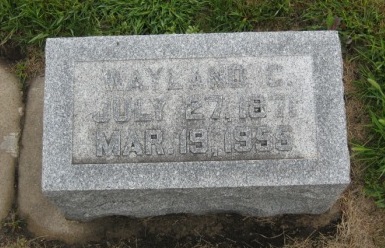 WAYLAND C.
JULY 27, 1871
MAR. 19, 1956